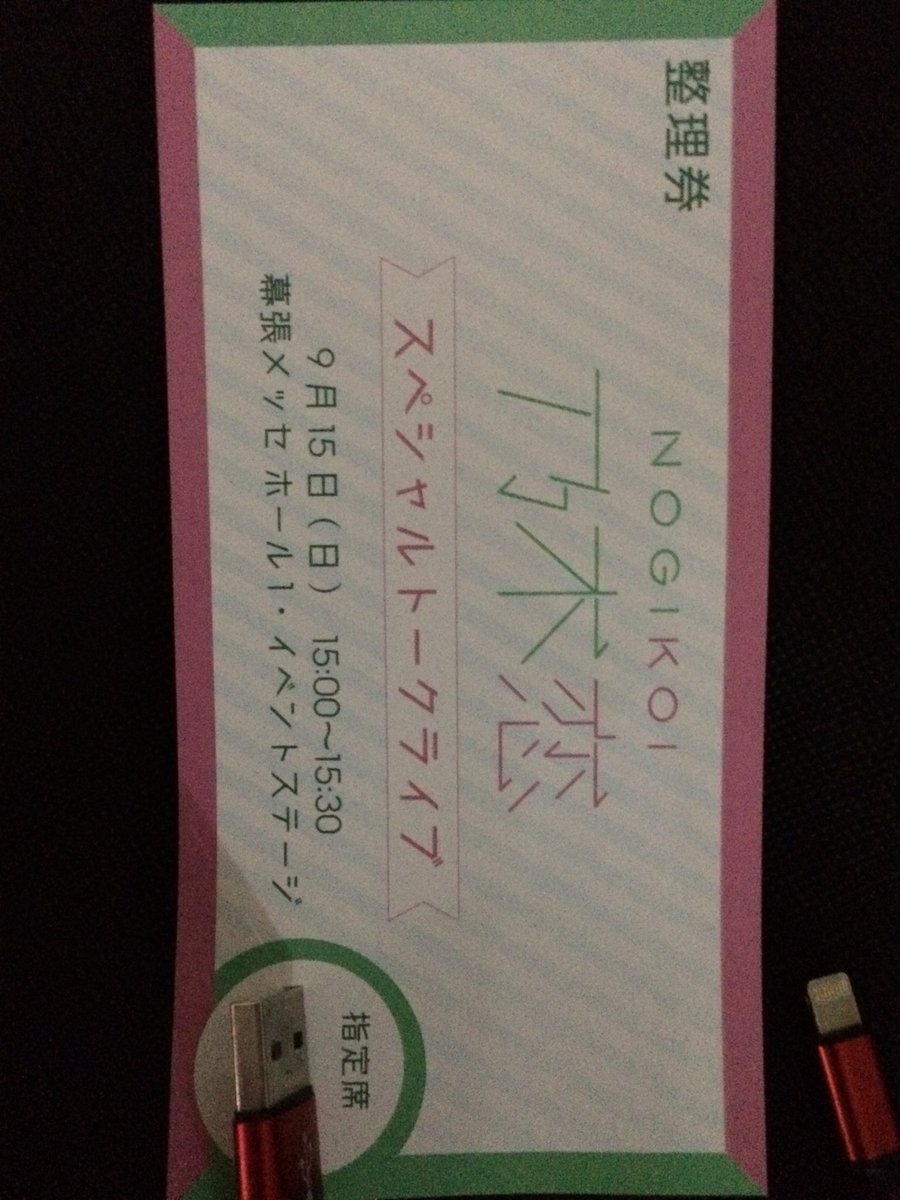 整理券
NOGIKOI
乃木恋
スペシャルトークライブ
9月15日(日) 15:00〜15:30
幕張メッセ ホール1・イベントステージ
指定席